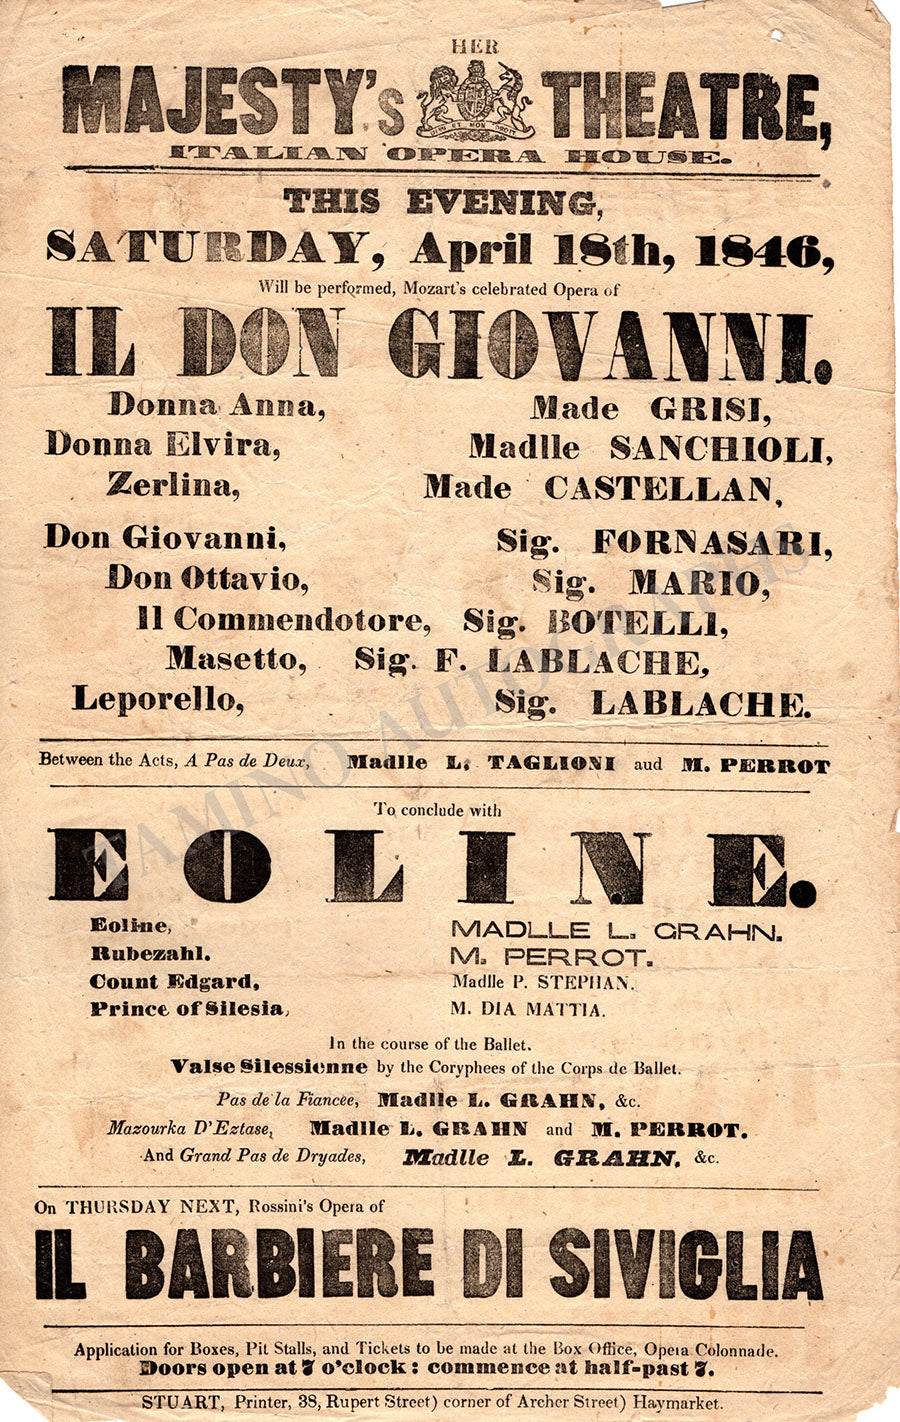 HER
MAJESTY's THEATRE,
ITALIAN OPERA HOUSE.
THIS EVENING,
SATURDAY, April 18th, 1846,
Will be performed, Mozart's celebrated Opera of
IL DON GIOVANNI.
Donna Anna, Made GRISI,
Donna Elvira, Madlle SANCHIOLI,
Zerlina, Made CASTELLAN,
Don Giovanni, Sig. FORNASARI,
Don Ottavio, Sig. MARIO,
Il Commendotore, Sig. BOTELLI,
Masetto, Sig. F. LABLACHE,
Leporello, Sig. LABLACHE.
Between the Acts, A Pas de Deux, Madlle L. TAGLIONI aud M. PERROT
To conclude with
EOLINE.
Eoline, MADLLE L. GRAHN.
Rubezahl. M. PERROT.
Count Edgard, Madlle P. STEPHAN.
Prince of Silesia, M. DIA MATTIA.
In the course of the Ballet.
Valse Silessienne by the Coryphees of the Corps de Ballet.
Pas de la Fiancée, Madlle L. GRAHN, &c.
Mazourka D'Eztase, Madlle L. GRAHN and M. PERROT.
And Grand Pas de Dryades, Madlle L. GRAHN, &c.
On THURSDAY NEXT, Rossini's Opera of
IL BARBIERE DI SIVIGLIA
Application for Boxes, Pit Stalls, and Tickets to be made at the Box Office, Opera Colonnade.
Doors open at 7 o'clock: commence at half-past 7.
STUART, Printer, 38, Rupert Street) corner of Archer Street) Haymarket.
TAMINO AUTOGRAPHS